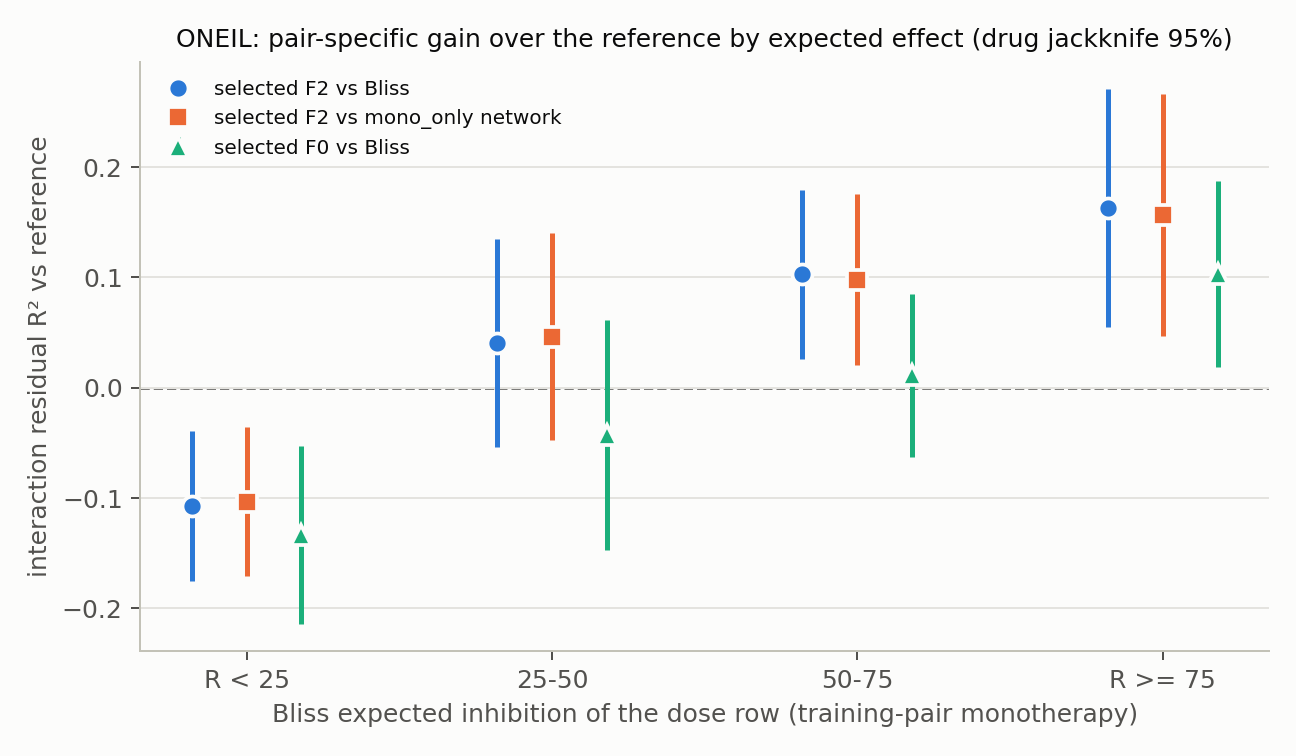 ONEIL: pair-specific gain over the reference by expected effect (drug jackknife 95%)
selected F2 vs Bliss
selected F2 vs mono_only network
selected F0 vs Bliss
interaction residual R² vs reference
0.2
0.1
0.0
−0.1
−0.2
R < 25
25-50
50-75
R >= 75
Bliss expected inhibition of the dose row (training-pair monotherapy)